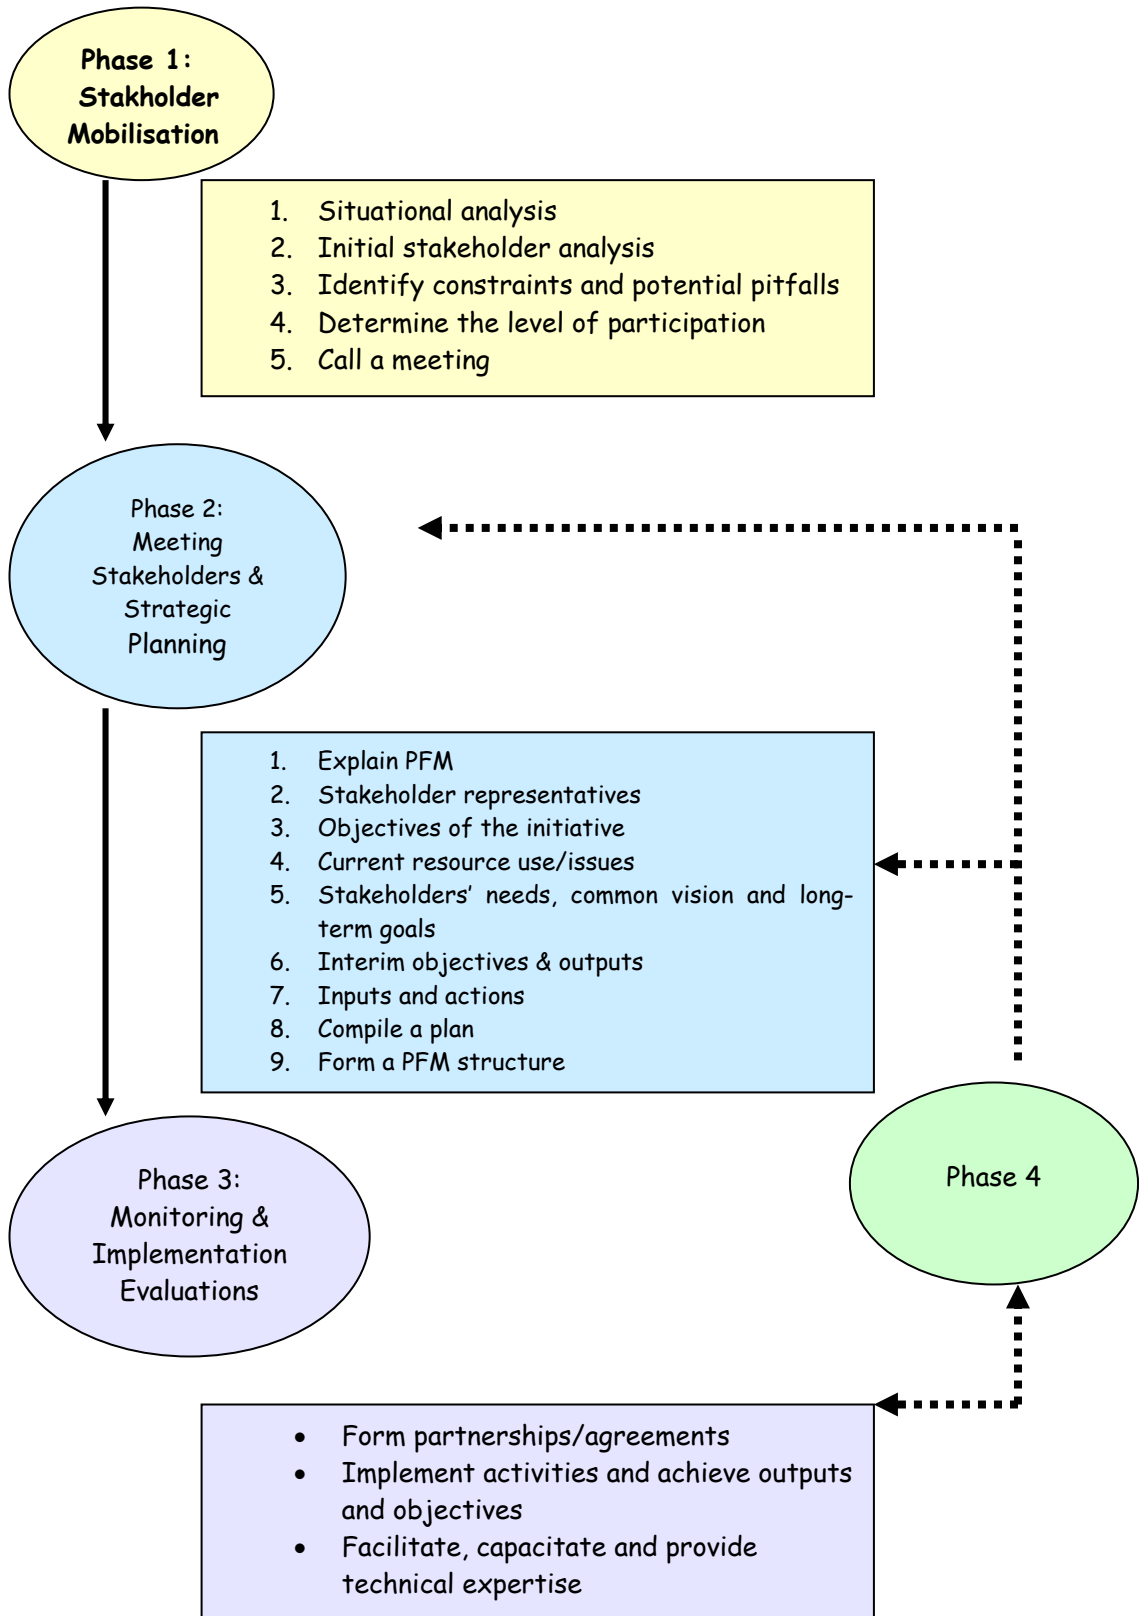 Phase 1:
Stakholder
Mobilisation
1. Situational analysis
2. Initial stakeholder analysis
3. Identify constraints and potential pitfalls
4. Determine the level of participation
5. Call a meeting
Phase 2:
Meeting
Stakeholders &
Strategic
Planning
1. Explain PFM
2. Stakeholder representatives
3. Objectives of the initiative
4. Current resource use/issues
5. Stakeholders’ needs, common vision and long-
term goals
6. Interim objectives & outputs
7. Inputs and actions
8. Compile a plan
9. Form a PFM structure
Phase 3:
Monitoring &
Implementation
Evaluations
Phase 4
• Form partnerships/agreements
• Implement activities and achieve outputs
and objectives
• Facilitate, capacitate and provide
technical expertise